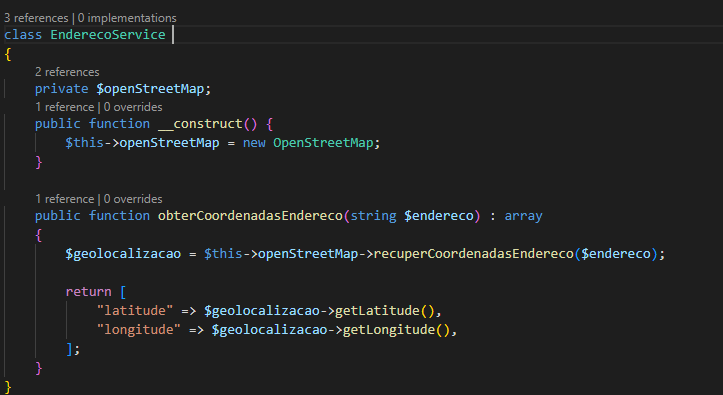 3 references | 0 implementations
class EnderecoService
{
2 references
private $openStreetMap;
1 reference | 0 overrides
public function __construct() {
$this->openStreetMap = new OpenStreetMap;
}
1 reference | 0 overrides
public function obterCoordenadasEndereco(string $endereco) : array
{
$geolocalizacao = $this->openStreetMap->recuperCoordenadasEndereco($endereco);
return [
"latitude" => $geolocalizacao->getLatitude(),
"longitude" => $geolocalizacao->getLongitude(),
];
}
}